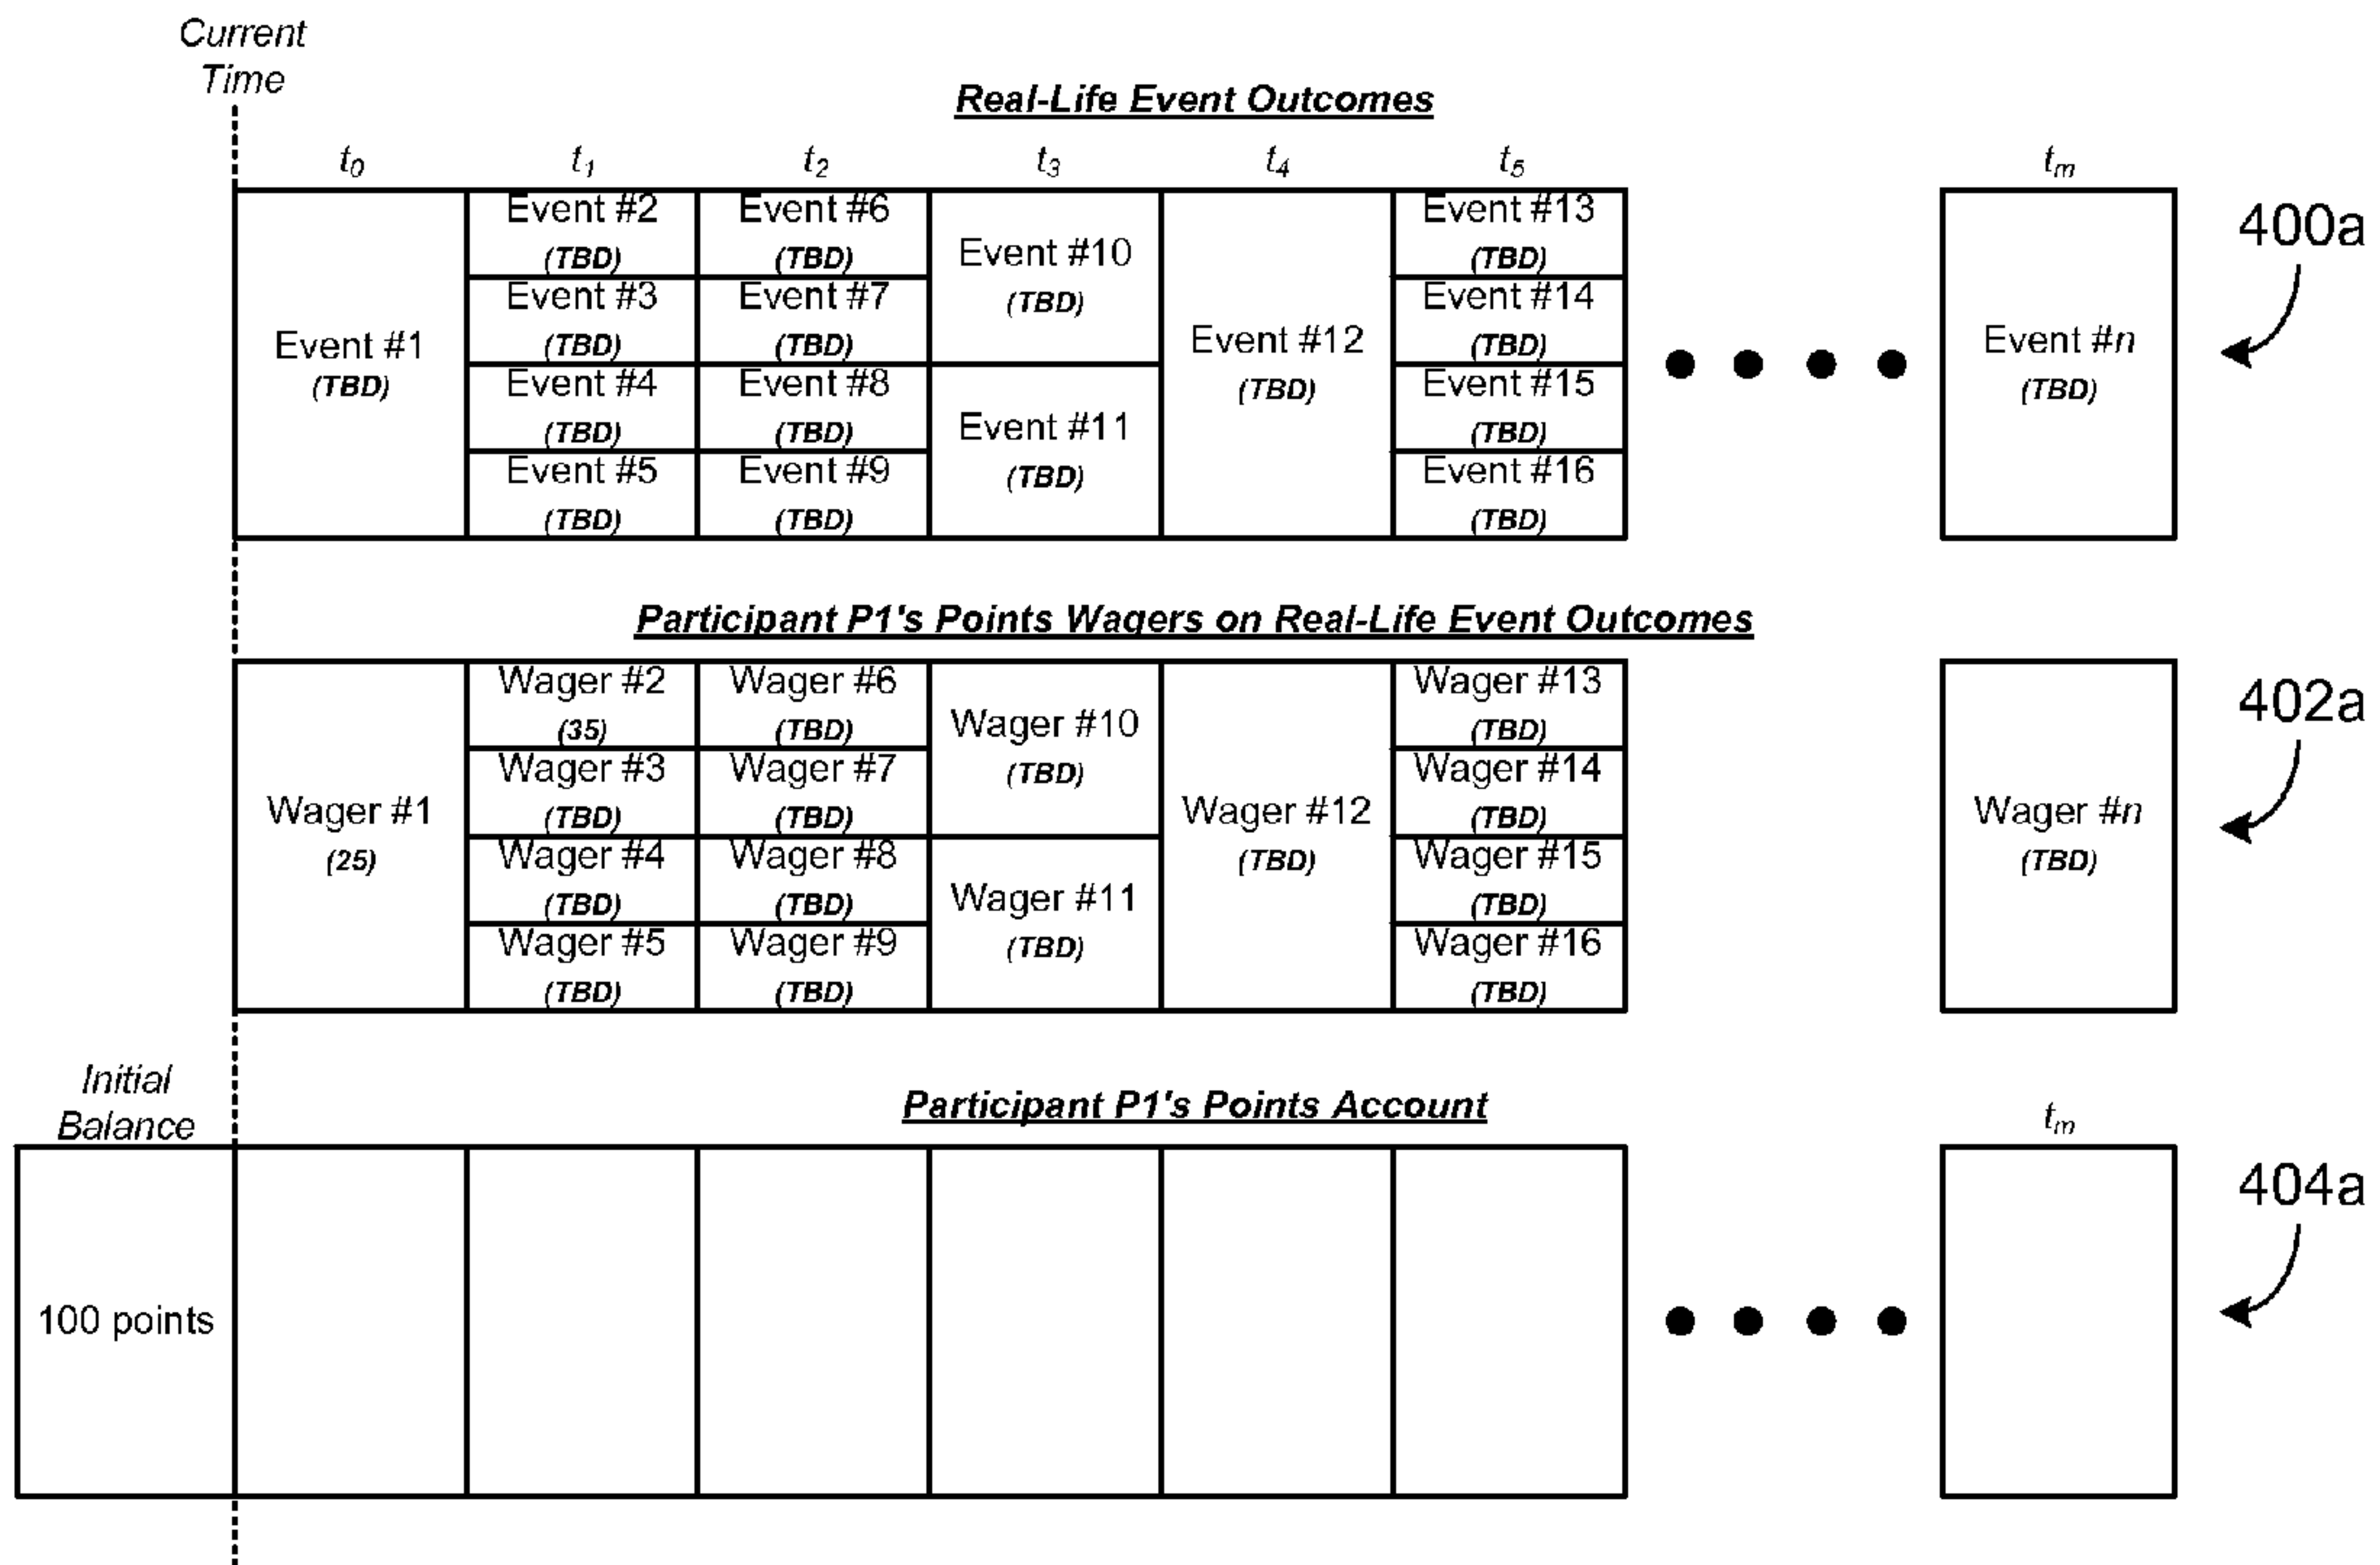 Current
Time
Real-Life Event Outcomes
t0 t1 t2 t3 t4 t5 tm
Event #1
(TBD)
Event #2
(TBD)
Event #3
(TBD)
Event #4
(TBD)
Event #5
(TBD)
Event #6
(TBD)
Event #7
(TBD)
Event #8
(TBD)
Event #9
(TBD)
Event #10
(TBD)
Event #11
(TBD)
Event #12
(TBD)
Event #13
(TBD)
Event #14
(TBD)
Event #15
(TBD)
Event #16
(TBD)
Event #n
(TBD)
400a
Participant P1's Points Wagers on Real-Life Event Outcomes
Wager #1
(25)
Wager #2
(35)
Wager #3
(TBD)
Wager #4
(TBD)
Wager #5
(TBD)
Wager #6
(TBD)
Wager #7
(TBD)
Wager #8
(TBD)
Wager #9
(TBD)
Wager #10
(TBD)
Wager #11
(TBD)
Wager #12
(TBD)
Wager #13
(TBD)
Wager #14
(TBD)
Wager #15
(TBD)
Wager #16
(TBD)
Wager #n
(TBD)
402a
Initial
Balance
Participant P1's Points Account
tm
100 points
404a